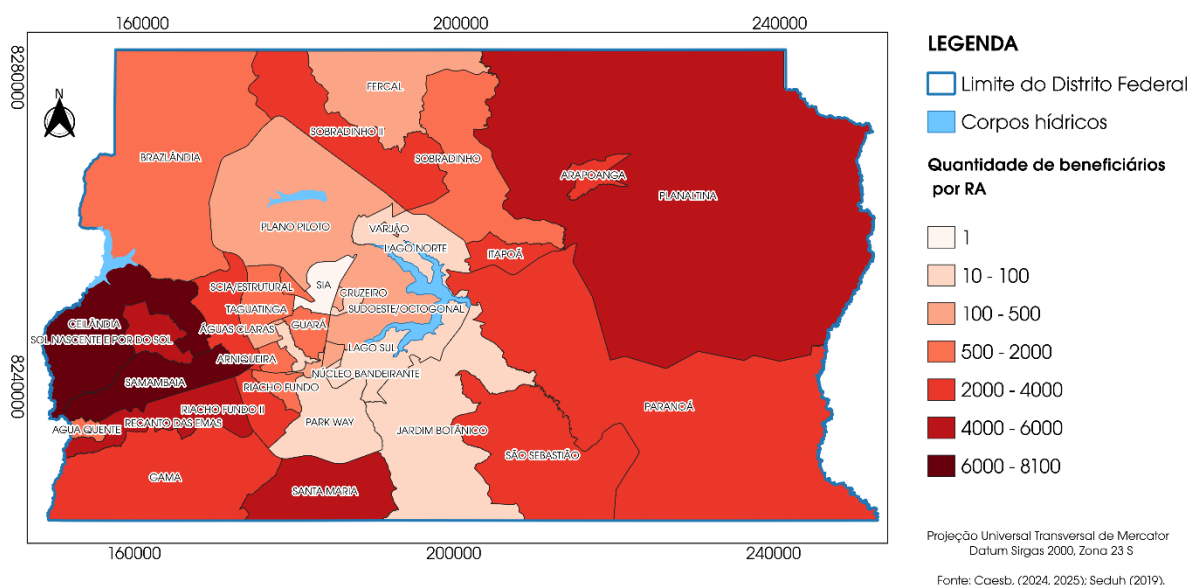 160000 200000 240000
N
8280000
8240000
FERCAL
SOBRADINHO II
SOBRADINHO
BRAZLÂNDIA
ARAPOANGA
PLANALTINA
PLANO PILOTO
VARJÃO
LAGO NORTE
ITAPOÃ
SCIA/ESTRUTURAL
SIA
CRUZEIRO
TAGUATINGA
SUDOESTE/OCTOGONAL
CEILÂNDIA
GUARÁ
ÁGUAS CLARAS
SOL NASCENTE E POR DO SOL
LAGO SUL
ARNIQUEIRA
NÚCLEO BANDEIRANTE
SAMAMBAIA
RIACHO FUNDO
RIACHO FUNDO II
PARANOÁ
RECANTO DAS EMAS
PARK WAY
ÁGUA QUENTE
JARDIM BOTÂNICO
SÃO SEBASTIÃO
GAMA
SANTA MARIA
160000 200000 240000
LEGENDA
Limite do Distrito Federal
Corpos hídricos
Quantidade de beneficiários
por RA
1
10 - 100
100 - 500
500 - 2000
2000 - 4000
4000 - 6000
6000 - 8100
Projeção Universal Transversal de Mercator
Datum Sirgas 2000, Zona 23 S
Fonte: Caesb, (2024, 2025); Seduh (2019).